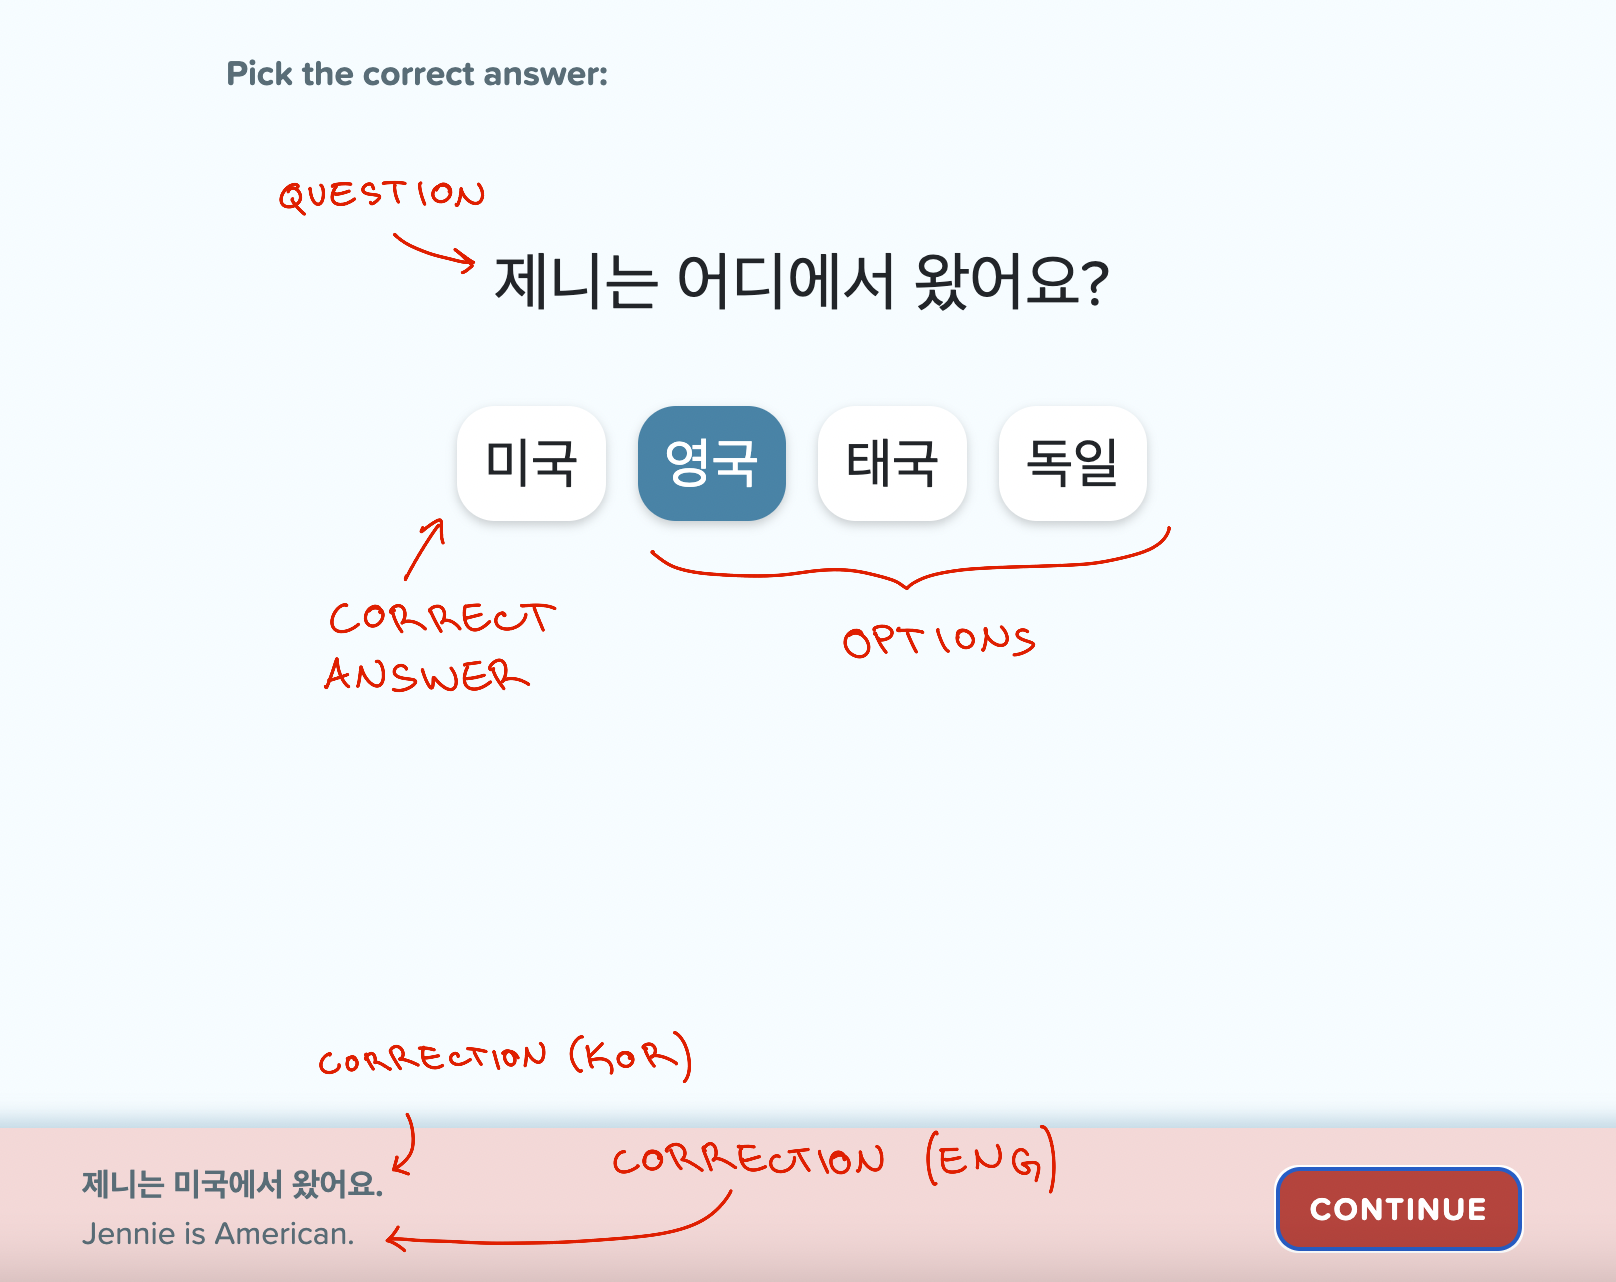 Pick the correct answer:
QUESTION
제니는 어디에서 왔어요?
미국 영국 태국 독일
CORRECT
ANSWER
OPTIONS
CORRECTION (KOR)
CORRECTION (ENG)
제니는 미국에서 왔어요.
Jennie is American.
CONTINUE